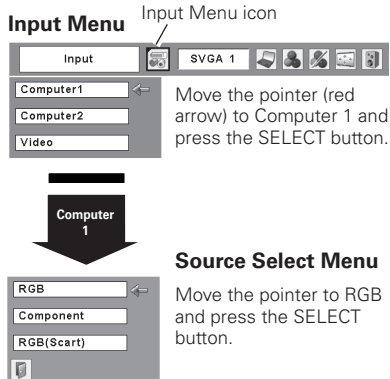 Input Menu
Input Menu icon
Input
SVGA 1
Computer1
Computer2
Video
Move the pointer (red
arrow) to Computer 1 and
press the SELECT button.
Computer
1
Source Select Menu
RGB
Component
RGB(Scart)
Move the pointer to RGB
and press the SELECT
button.